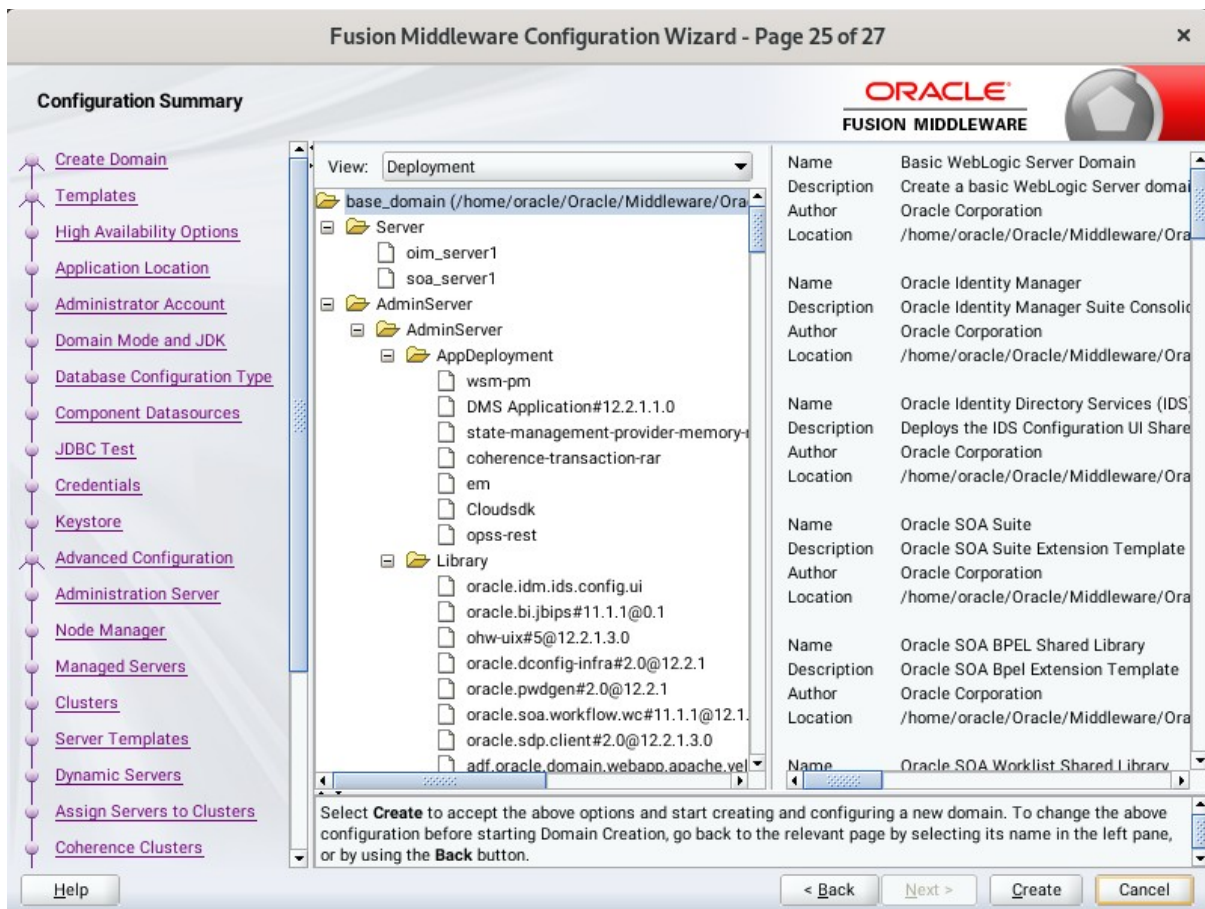 Fusion Middleware Configuration Wizard - Page 25 of 27
Configuration Summary
ORACLE
FUSION MIDDLEWARE
Create Domain
Templates
High Availability Options
Application Location
Administrator Account
Domain Mode and JDK
Database Configuration Type
Component Datasources
JDBC Test
Credentials
Keystore
Advanced Configuration
Administration Server
Node Manager
Managed Servers
Clusters
Server Templates
Dynamic Servers
Assign Servers to Clusters
Coherence Clusters
View: Deployment
base_domain (/home/oracle/Oracle/Middleware/Ora
Server
oim_server1
soa_server1
AdminServer
AdminServer
AppDeployment
wsm-pm
DMS Application#12.2.1.1.0
state-management-provider-memory-r
coherence-transaction-rar
em
Cloudsdk
opss-rest
Library
oracle.idm.ids.config.ui
oracle.bi.jbips#11.1.1@0.1
ohw-uix#5@12.2.1.3.0
oracle.dconfig-infra#2.0@12.2.1
oracle.pwdgen#2.0@12.2.1
oracle.soa.workflow.wc#11.1.1@12.1.
oracle.sdp.client#2.0@12.2.1.3.0
adf.oracle.domain.webapp.apache.vel
Name Basic WebLogic Server Domain
Description Create a basic WebLogic Server domai
Author Oracle Corporation
Location /home/oracle/Oracle/Middleware/Ora
Name Oracle Identity Manager
Description Oracle Identity Manager Suite Consolid
Author Oracle Corporation
Location /home/oracle/Oracle/Middleware/Ora
Name Oracle Identity Directory Services (IDS)
Description Deploys the IDS Configuration UI Share
Author Oracle Corporation
Location /home/oracle/Oracle/Middleware/Ora
Name Oracle SOA Suite
Description Oracle SOA Suite Extension Template
Author Oracle Corporation
Location /home/oracle/Oracle/Middleware/Ora
Name Oracle SOA BPEL Shared Library
Description Oracle SOA Bpel Extension Template
Author Oracle Corporation
Location /home/oracle/Oracle/Middleware/Ora
Name Oracle SOA Worklist Shared Library
Select Create to accept the above options and start creating and configuring a new domain. To change the above
configuration before starting Domain Creation, go back to the relevant page by selecting its name in the left pane,
or by using the Back button.
Help
< Back
Next >
Create
Cancel